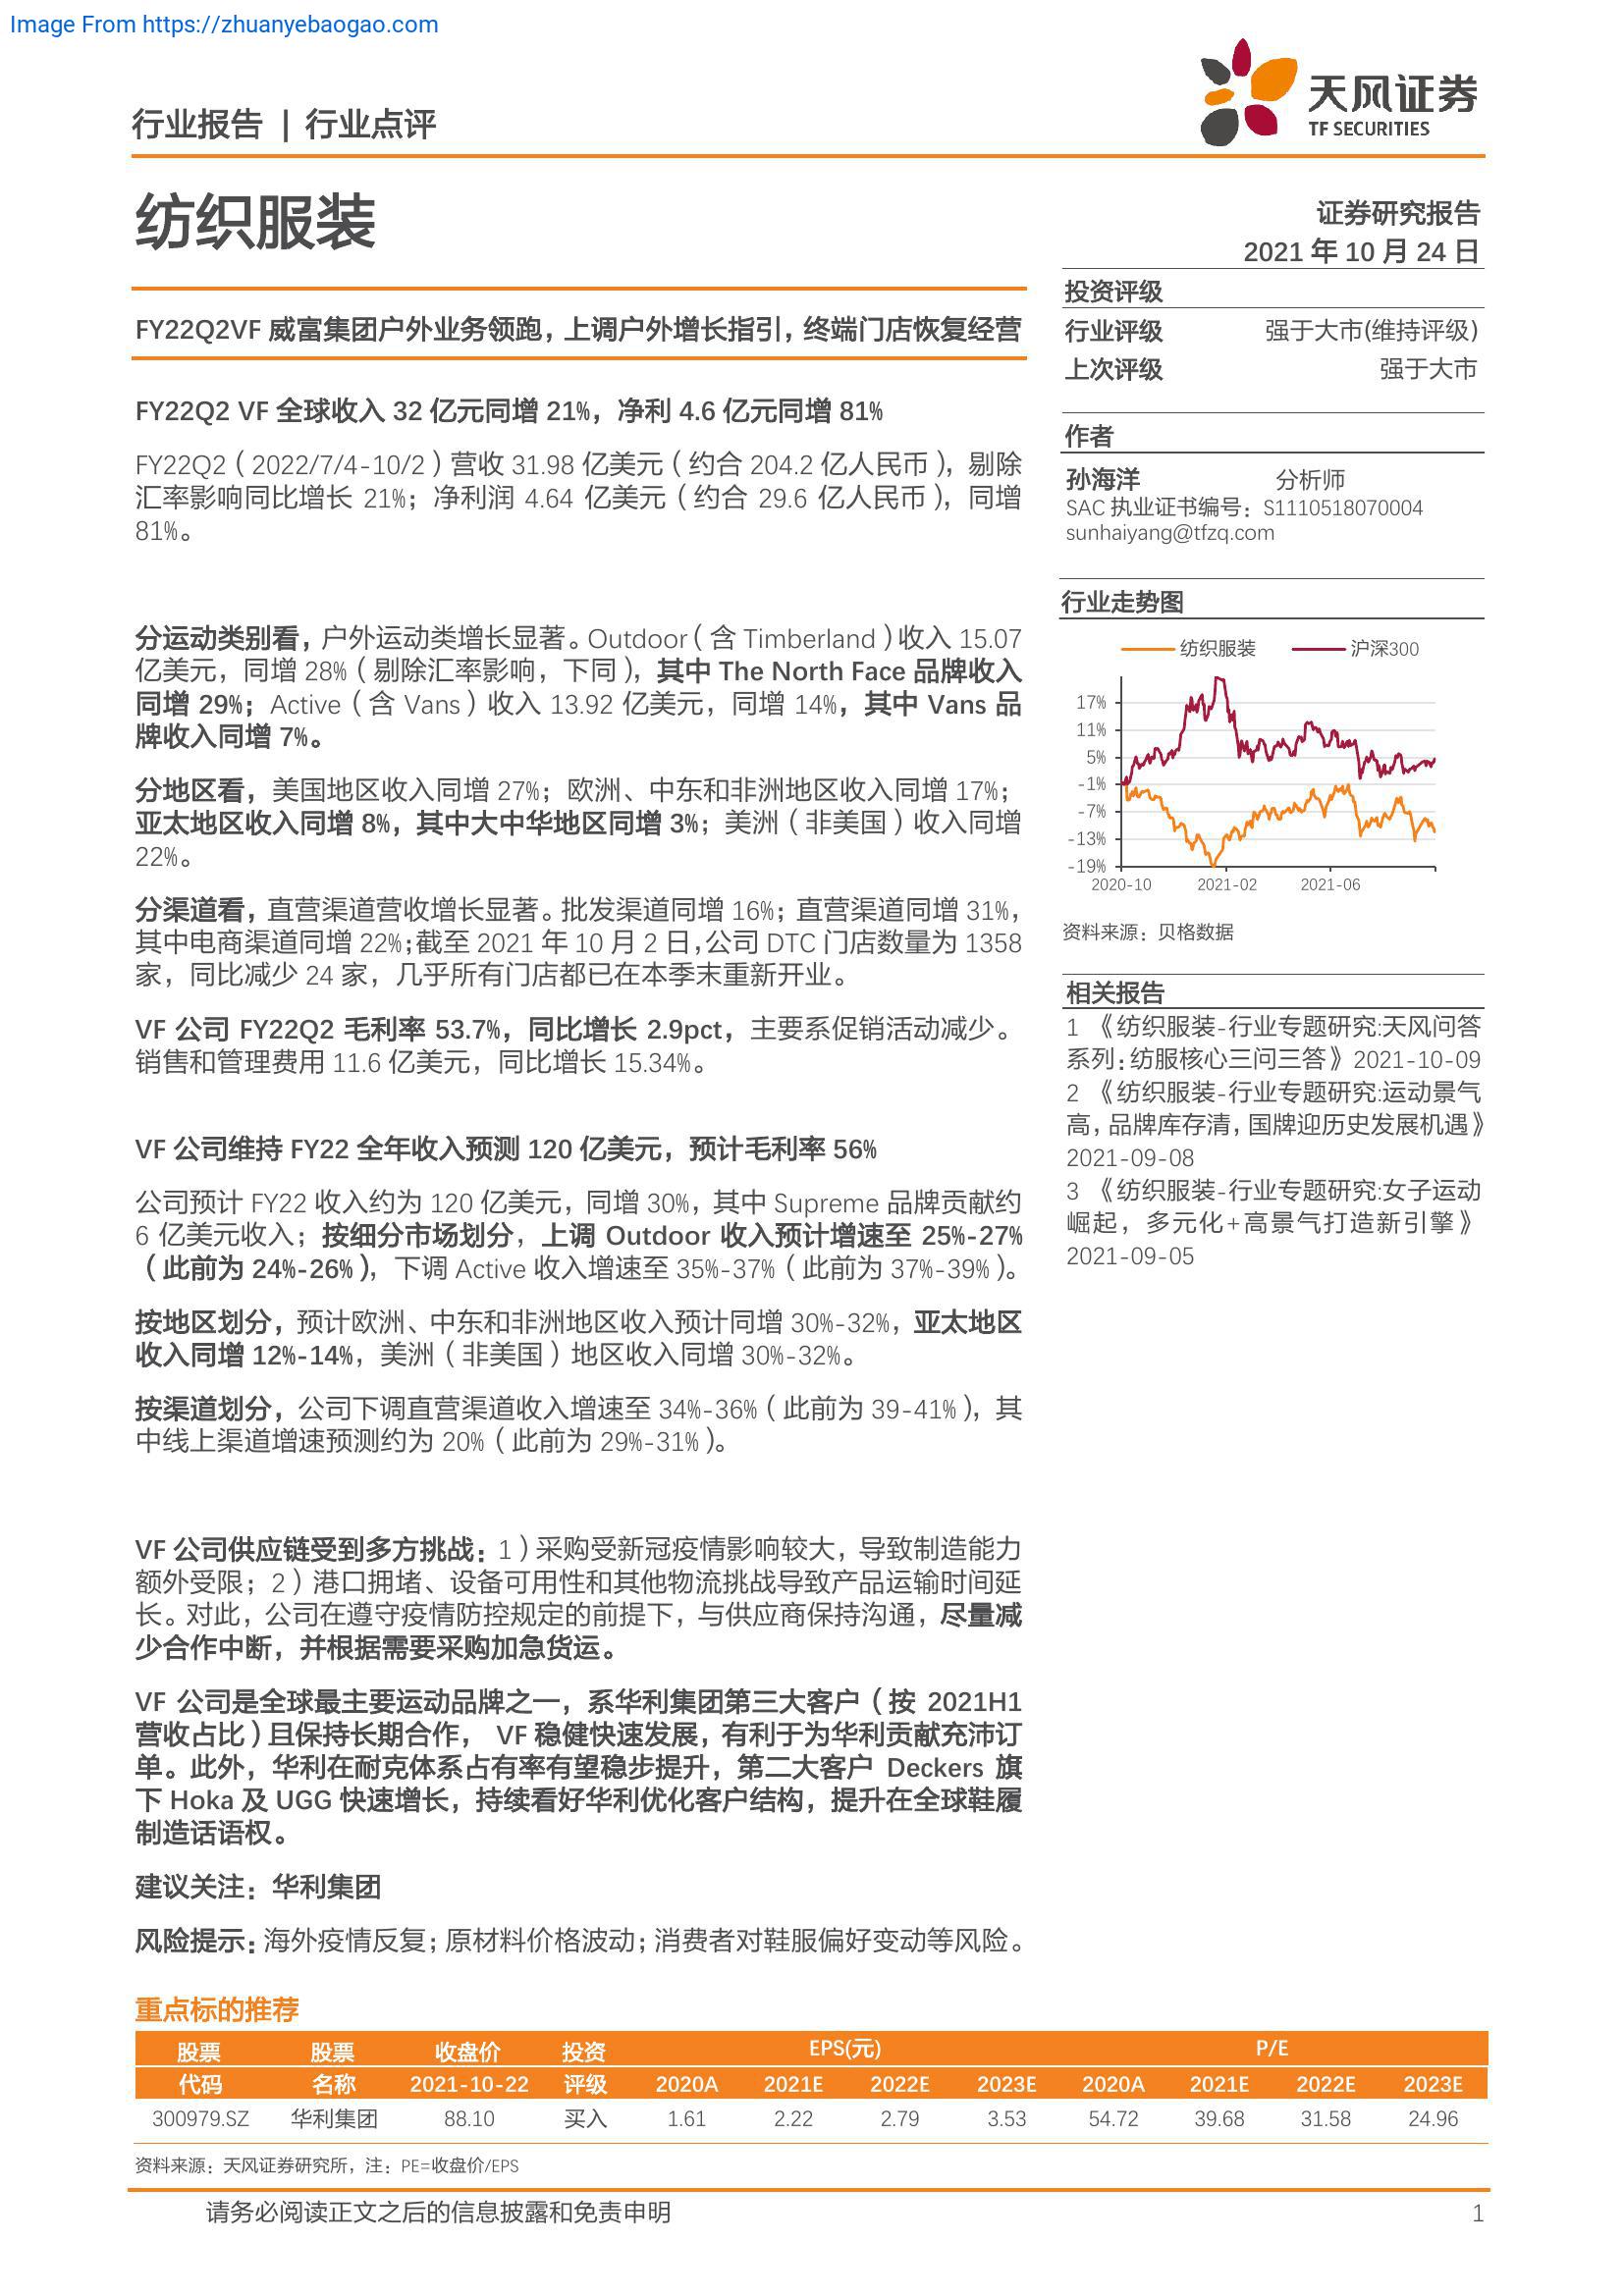 Image From https://zhuanyebaogao.com
行业报告 | 行业点评
天风证券
TF SECURITIES
纺织服装
证券研究报告
2021 年 10 月 24 日
FY22Q2VF 威富集团户外业务领跑，上调户外增长指引，终端门店恢复经营
FY22Q2 VF 全球收入 32 亿元同增 21%，净利 4.6 亿元同增 81%
FY22Q2（2022/7/4-10/2）营收 31.98 亿美元（约合 204.2 亿人民币），剔除
汇率影响同比增长 21%；净利润 4.64 亿美元（约合 29.6 亿人民币），同增
81%。
分运动类别看，户外运动类增长显著。Outdoor（含 Timberland）收入 15.07
亿美元，同增 28%（剔除汇率影响，下同），其中 The North Face 品牌收入
同增 29%；Active（含 Vans）收入 13.92 亿美元，同增 14%，其中 Vans 品
牌收入同增 7%。
分地区看，美国地区收入同增 27%；欧洲、中东和非洲地区收入同增 17%；
亚太地区收入同增 8%，其中大中华地区同增 3%；美洲（非美国）收入同增
22%。
分渠道看，直营渠道营收增长显著。批发渠道同增 16%；直营渠道同增 31%，
其中电商渠道同增 22%；截至 2021 年 10 月 2 日，公司 DTC 门店数量为 1358
家，同比减少 24 家，几乎所有门店都已在本季末重新开业。
VF 公司 FY22Q2 毛利率 53.7%，同比增长 2.9pct，主要系促销活动减少。
销售和管理费用 11.6 亿美元，同比增长 15.34%。
VF 公司维持 FY22 全年收入预测 120 亿美元，预计毛利率 56%
公司预计 FY22 收入约为 120 亿美元，同增 30%，其中 Supreme 品牌贡献约
6 亿美元收入；按细分市场划分，上调 Outdoor 收入预计增速至 25%-27%
（此前为 24%-26%），下调 Active 收入增速至 35%-37%（此前为 37%-39%）。
按地区划分，预计欧洲、中东和非洲地区收入预计同增 30%-32%，亚太地区
收入同增 12%-14%，美洲（非美国）地区收入同增 30%-32%。
按渠道划分，公司下调直营渠道收入增速至 34%-36%（此前为 39-41%），其
中线上渠道增速预测约为 20%（此前为 29%-31%）。
VF 公司供应链受到多方挑战：1）采购受新冠疫情影响较大，导致制造能力
额外受限；2）港口拥堵、设备可用性和其他物流挑战导致产品运输时间延
长。对此，公司在遵守疫情防控规定的前提下，与供应商保持沟通，尽量减
少合作中断，并根据需要采购加急货运。
VF 公司是全球最主要运动品牌之一，系华利集团第三大客户（按 2021H1
营收占比）且保持长期合作， VF 稳健快速发展，有利于为华利贡献充沛订
单。此外，华利在耐克体系占有率有望稳步提升，第二大客户 Deckers 旗
下 Hoka 及 UGG 快速增长，持续看好华利优化客户结构，提升在全球鞋履
制造话语权。
建议关注：华利集团
风险提示：海外疫情反复；原材料价格波动；消费者对鞋服偏好变动等风险。
投资评级
行业评级 强于大市(维持评级)
上次评级 强于大市
作者
孙海洋 分析师
SAC 执业证书编号：S1110518070004
sunhaiyang@tfzq.com
行业走势图
纺织服装 沪深300
17%
11%
5%
-1%
-7%
-13%
-19%
2020-10 2021-02 2021-06
资料来源：贝格数据
相关报告
1 《纺织服装-行业专题研究:天风问答
系列:纺服核心三问三答》2021-10-09
2 《纺织服装-行业专题研究:运动景气
高，品牌库存清，国牌迎历史发展机遇》
2021-09-08
3 《纺织服装-行业专题研究:女子运动
崛起，多元化+高景气打造新引擎》
2021-09-05
重点标的推荐
股票 股票 收盘价 投资 EPS(元) P/E
代码 名称 2021-10-22 评级 2020A 2021E 2022E 2023E 2020A 2021E 2022E 2023E
300979.SZ 华利集团 88.10 买入 1.61 2.22 2.79 3.53 54.72 39.68 31.58 24.96
资料来源：天风证券研究所，注：PE=收盘价/EPS
请务必阅读正文之后的信息披露和免责申明 1